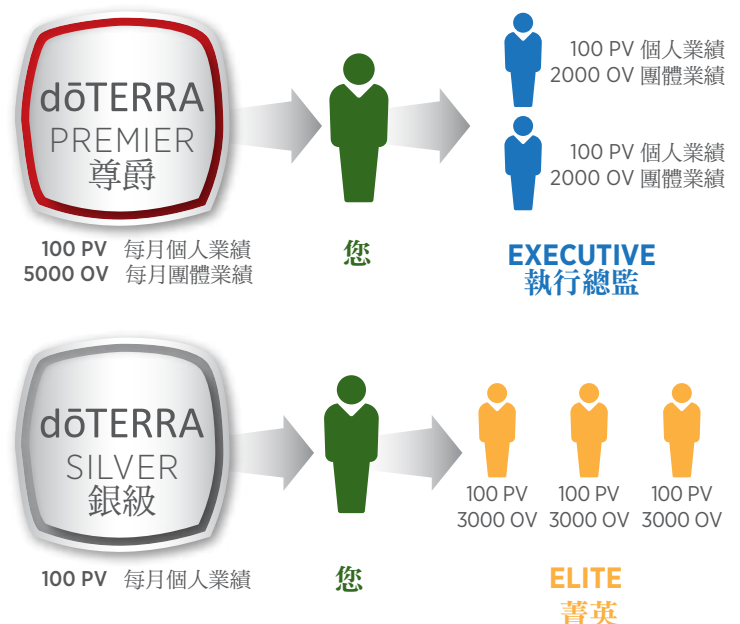 dōTERRA
PREMIER
尊爵
100 PV 每月個人業績
5000 OV 每月團體業績
您
100 PV 個人業績
2000 OV 團體業績
100 PV 個人業績
2000 OV 團體業績
EXECUTIVE
執行總監
dōTERRA
SILVER
銀級
100 PV 每月個人業績
您
100 PV
3000 OV
100 PV
3000 OV
100 PV
3000 OV
ELITE
菁英